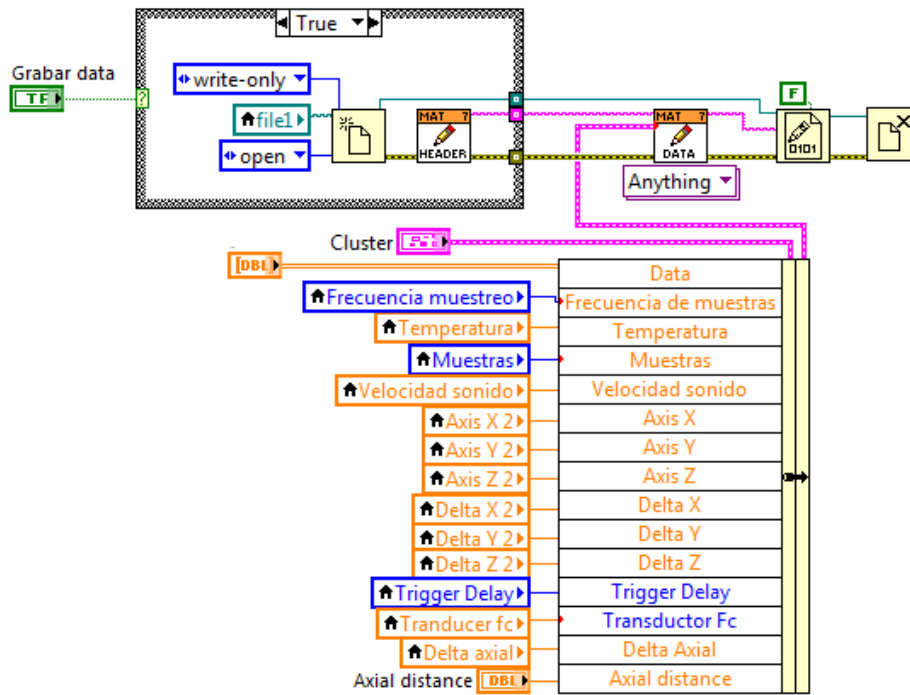 True
Grabar data
TF
?
write-only
file1
open
MAT 7
HEADER
MAT 7
DATA
F
0101
Anything
Cluster
[DBL]
Data
Frecuencia muestreo
Frecuencia de muestras
Temperatura
Temperatura
Muestras
Muestras
Velocidad sonido
Velocidad sonido
Axis X 2
Axis X
Axis Y 2
Axis Y
Axis Z 2
Axis Z
Delta X 2
Delta X
Delta Y 2
Delta Y
Delta Z 2
Delta Z
Trigger Delay
Trigger Delay
Tranducer fc
Transductor Fc
Delta axial
Delta Axial
Axial distance
DBL
Axial distance